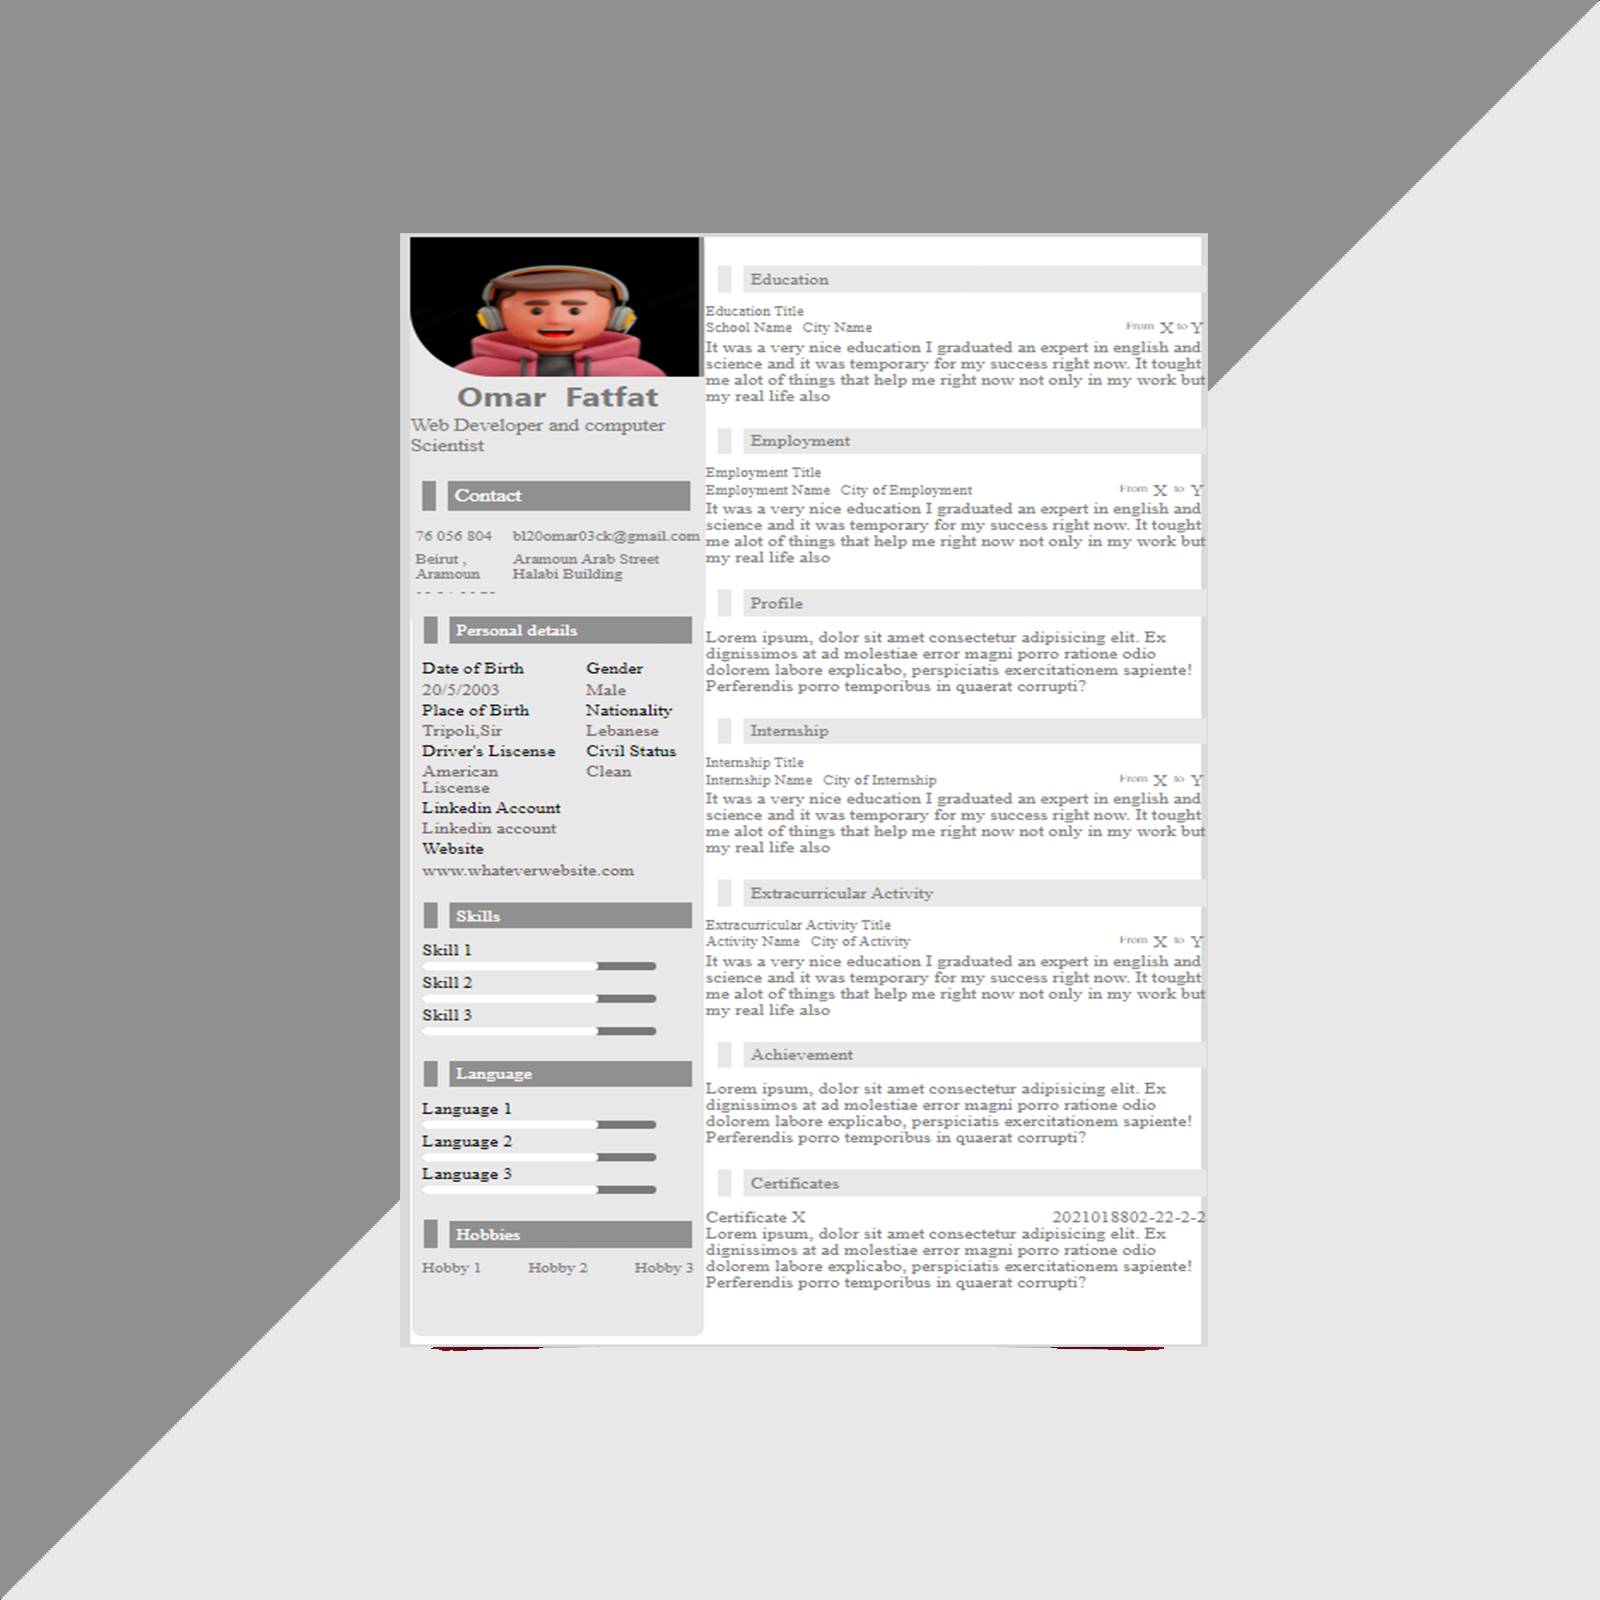 Omar Fatfat
Web Developer and computer
Scientist
Contact
76 056 804 bl20omar03ck@gmail.com
Beirut , Aramoun Arab Street
Aramoun Halabi Building
Personal details
Date of Birth Gender
20/5/2003 Male
Place of Birth Nationality
Tripoli,Sir Lebanese
Driver's Liscense Civil Status
American Clean
Liscense
Linkedin Account
Linkedin account
Website
www.whateverwebsite.com
Skills
Skill 1
Skill 2
Skill 3
Language
Language 1
Language 2
Language 3
Hobbies
Hobby 1 Hobby 2 Hobby 3
Education
Education Title
School Name City Name From X to Y
It was a very nice education I graduated an expert in english and
science and it was temporary for my success right now. It tought
me alot of things that help me right now not only in my work but
my real life also
Employment
Employment Title
Employment Name City of Employment From X to Y
It was a very nice education I graduated an expert in english and
science and it was temporary for my success right now. It tought
me alot of things that help me right now not only in my work but
my real life also
Profile
Lorem ipsum, dolor sit amet consectetur adipisicing elit. Ex
dignissimos at ad molestiae error magni porro ratione odio
dolorem labore explicabo, perspiciatis exercitationem sapiente!
Perferendis porro temporibus in quaerat corrupti?
Internship
Internship Title
Internship Name City of Internship From X to Y
It was a very nice education I graduated an expert in english and
science and it was temporary for my success right now. It tought
me alot of things that help me right now not only in my work but
my real life also
Extracurricular Activity
Extracurricular Activity Title
Activity Name City of Activity From X to Y
It was a very nice education I graduated an expert in english and
science and it was temporary for my success right now. It tought
me alot of things that help me right now not only in my work but
my real life also
Achievement
Lorem ipsum, dolor sit amet consectetur adipisicing elit. Ex
dignissimos at ad molestiae error magni porro ratione odio
dolorem labore explicabo, perspiciatis exercitationem sapiente!
Perferendis porro temporibus in quaerat corrupti?
Certificates
Certificate X 2021018802-22-2-2
Lorem ipsum, dolor sit amet consectetur adipisicing elit. Ex
dignissimos at ad molestiae error magni porro ratione odio
dolorem labore explicabo, perspiciatis exercitationem sapiente!
Perferendis porro temporibus in quaerat corrupti?